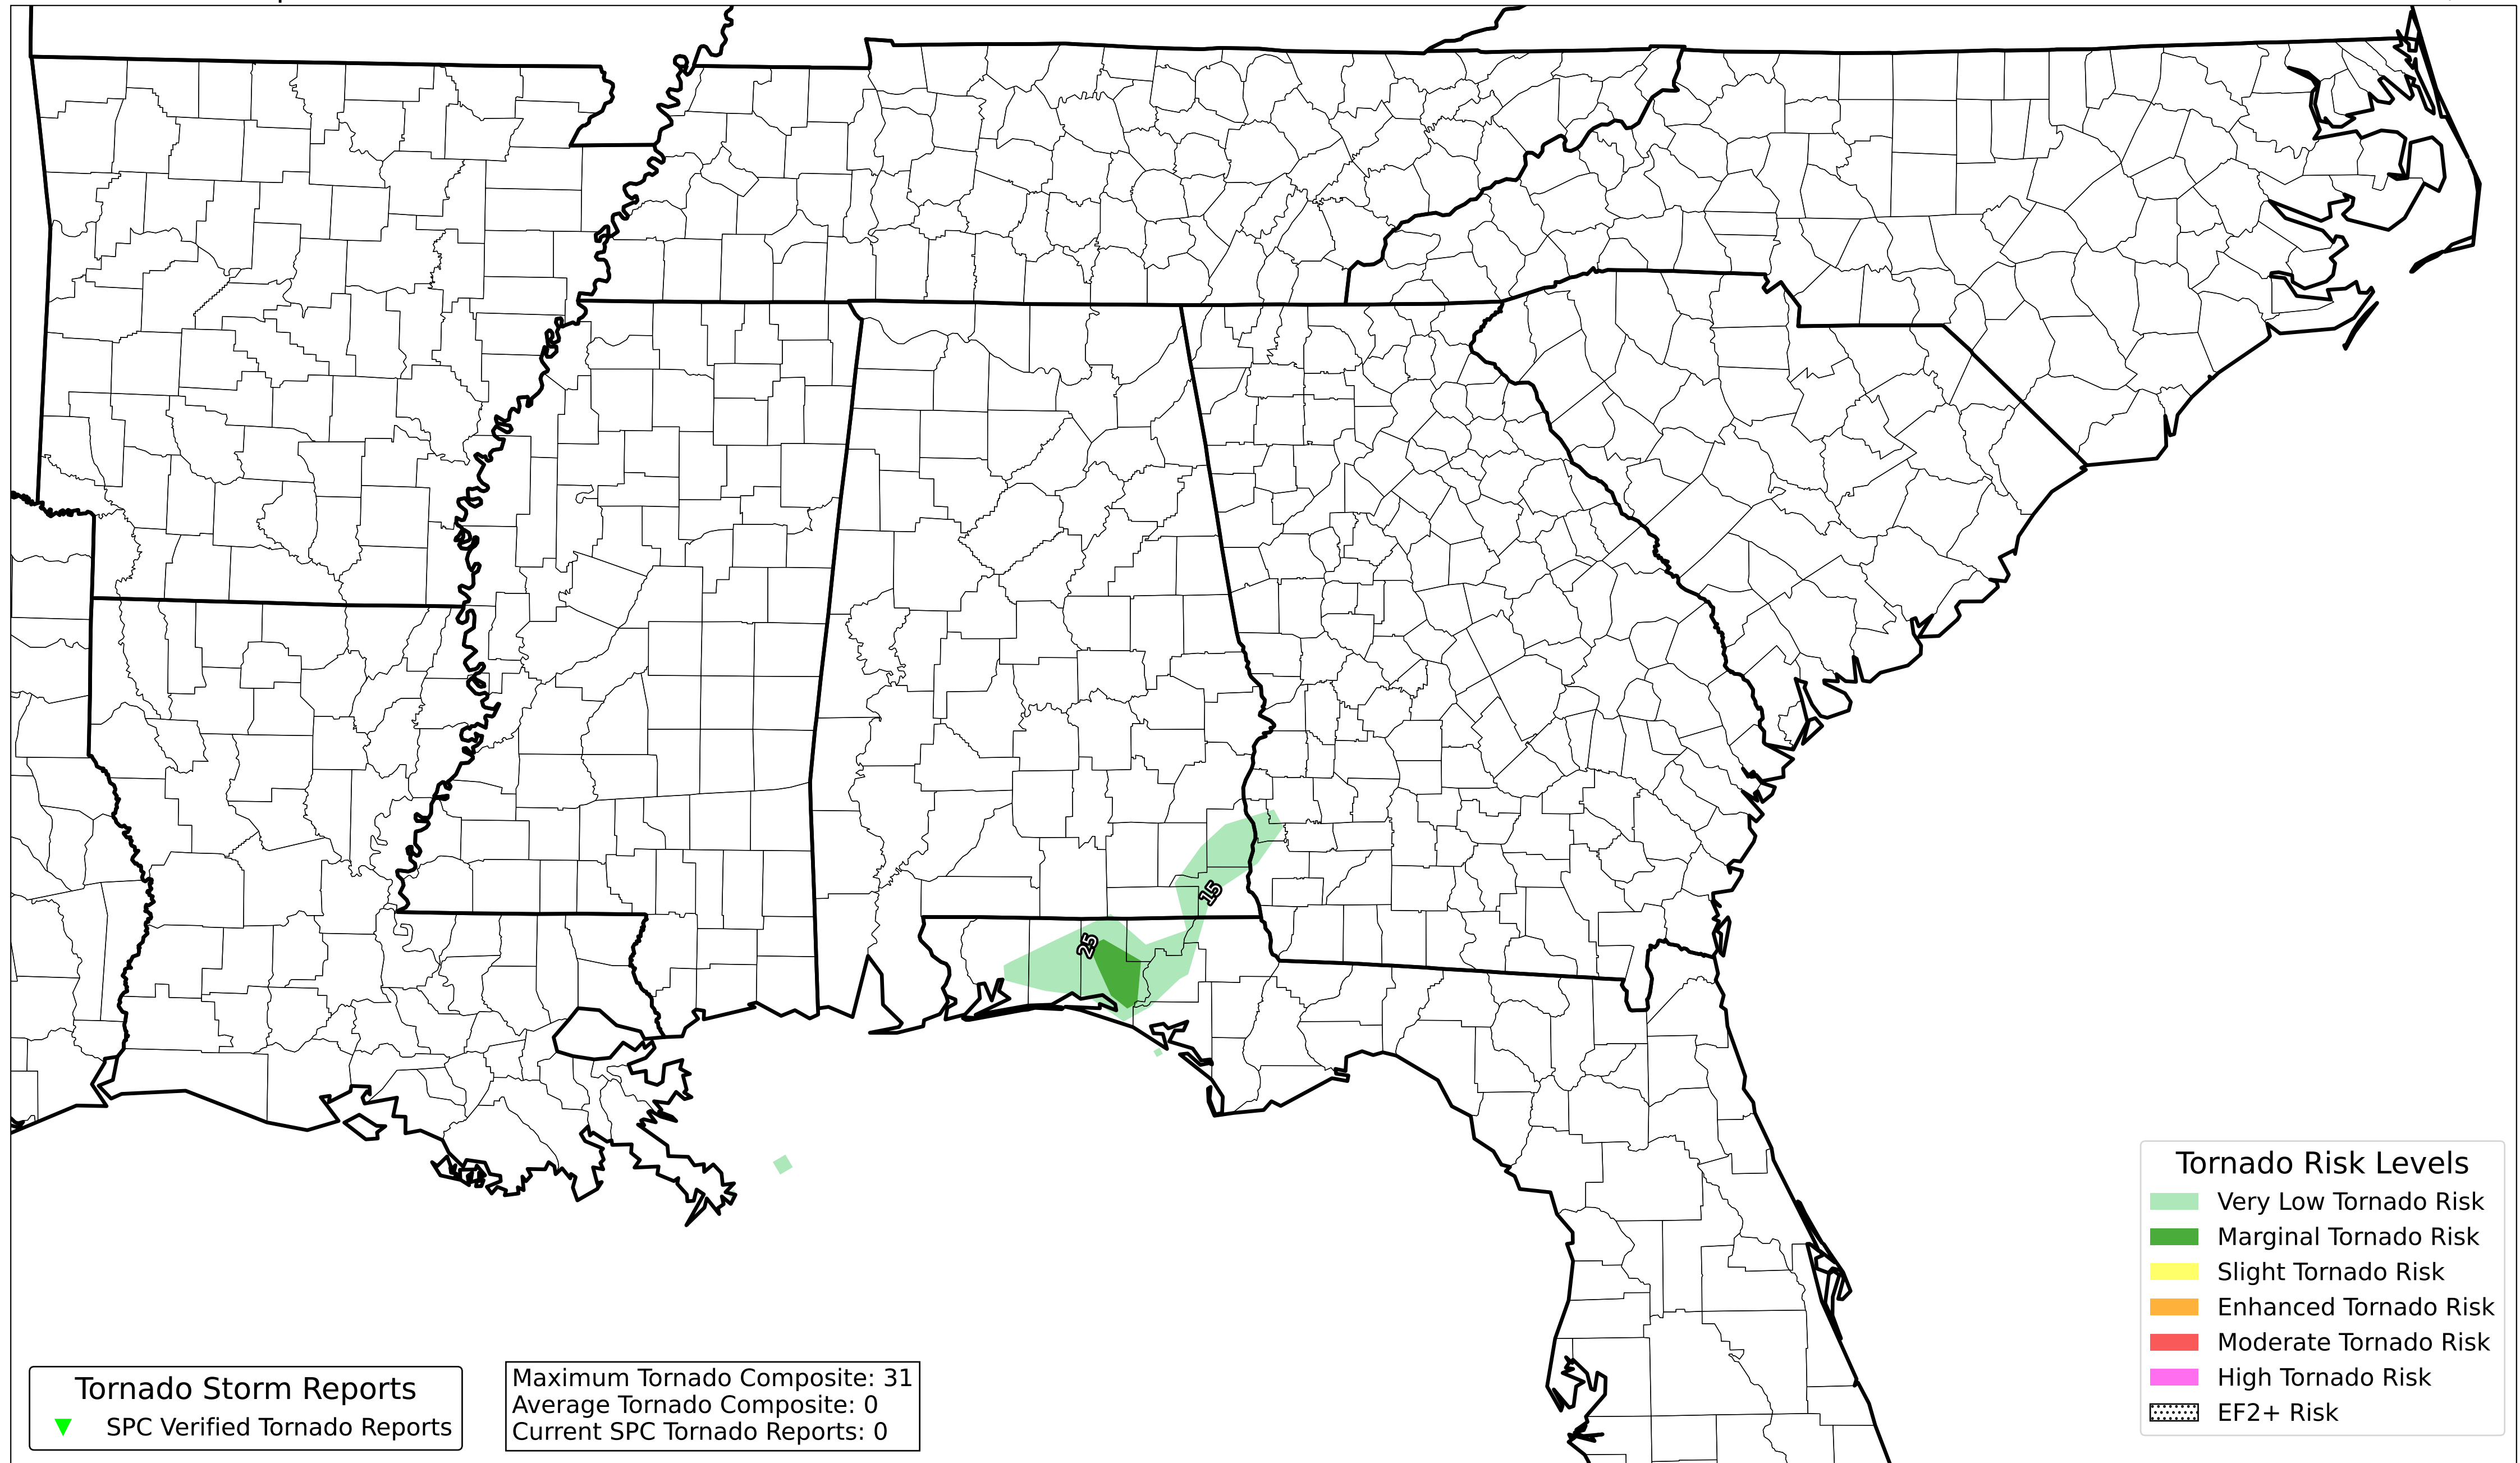 15
25
Tornado Risk Levels
Very Low Tornado Risk
Marginal Tornado Risk
Slight Tornado Risk
Enhanced Tornado Risk
Moderate Tornado Risk
High Tornado Risk
EF2+ Risk
Tornado Storm Reports
SPC Verified Tornado Reports
Maximum Tornado Composite: 31
Average Tornado Composite: 0
Current SPC Tornado Reports: 0